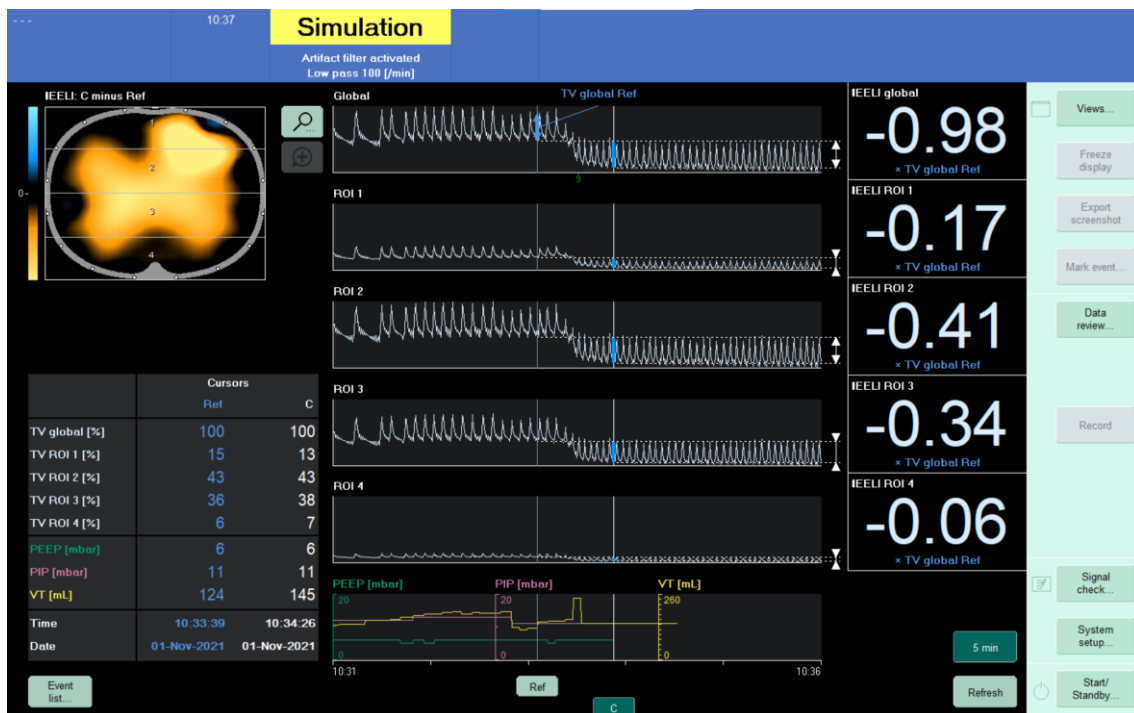 - - -
10:37
Simulation
Artifact filter activated
Low pass 100 [/min]
IEELI: C minus Ref
1
2
0 -
3
4
Global
TV global Ref
9
ROI 1
ROI 2
ROI 3
ROI 4
IEELI global
-0.98
× TV global Ref
IEELI ROI 1
-0.17
× TV global Ref
IEELI ROI 2
-0.41
× TV global Ref
IEELI ROI 3
-0.34
× TV global Ref
IEELI ROI 4
-0.06
× TV global Ref
Cursors
Ref C
TV global [%] 100 100
TV ROI 1 [%] 15 13
TV ROI 2 [%] 43 43
TV ROI 3 [%] 36 38
TV ROI 4 [%] 6 7
PEEP [mbar] 6 6
PIP [mbar] 11 11
VT [mL] 124 145
Time 10:33:39 10:34:26
Date 01-Nov-2021 01-Nov-2021
PEEP [mbar] PIP [mbar] VT [mL]
20 20 260
0 0 0
10:31 10:36
Ref
C
5 min
Refresh
Event
list...
Views...
Freeze
display
Export
screenshot
Mark event...
Data
review...
Record
Signal
check...
System
setup...
Start/
Standby...